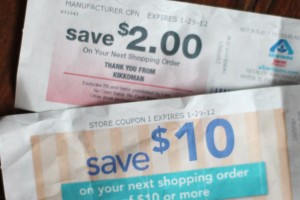 MANUFACTURER CPN EXPIRES 1-29-12
save $2.00
On Your Next Shopping Order
THANK YOU FROM
KIKKOMAN
STORE COUPON | EXPIRES 1-29-12
save $10
on your next shopping order
of $10 or more